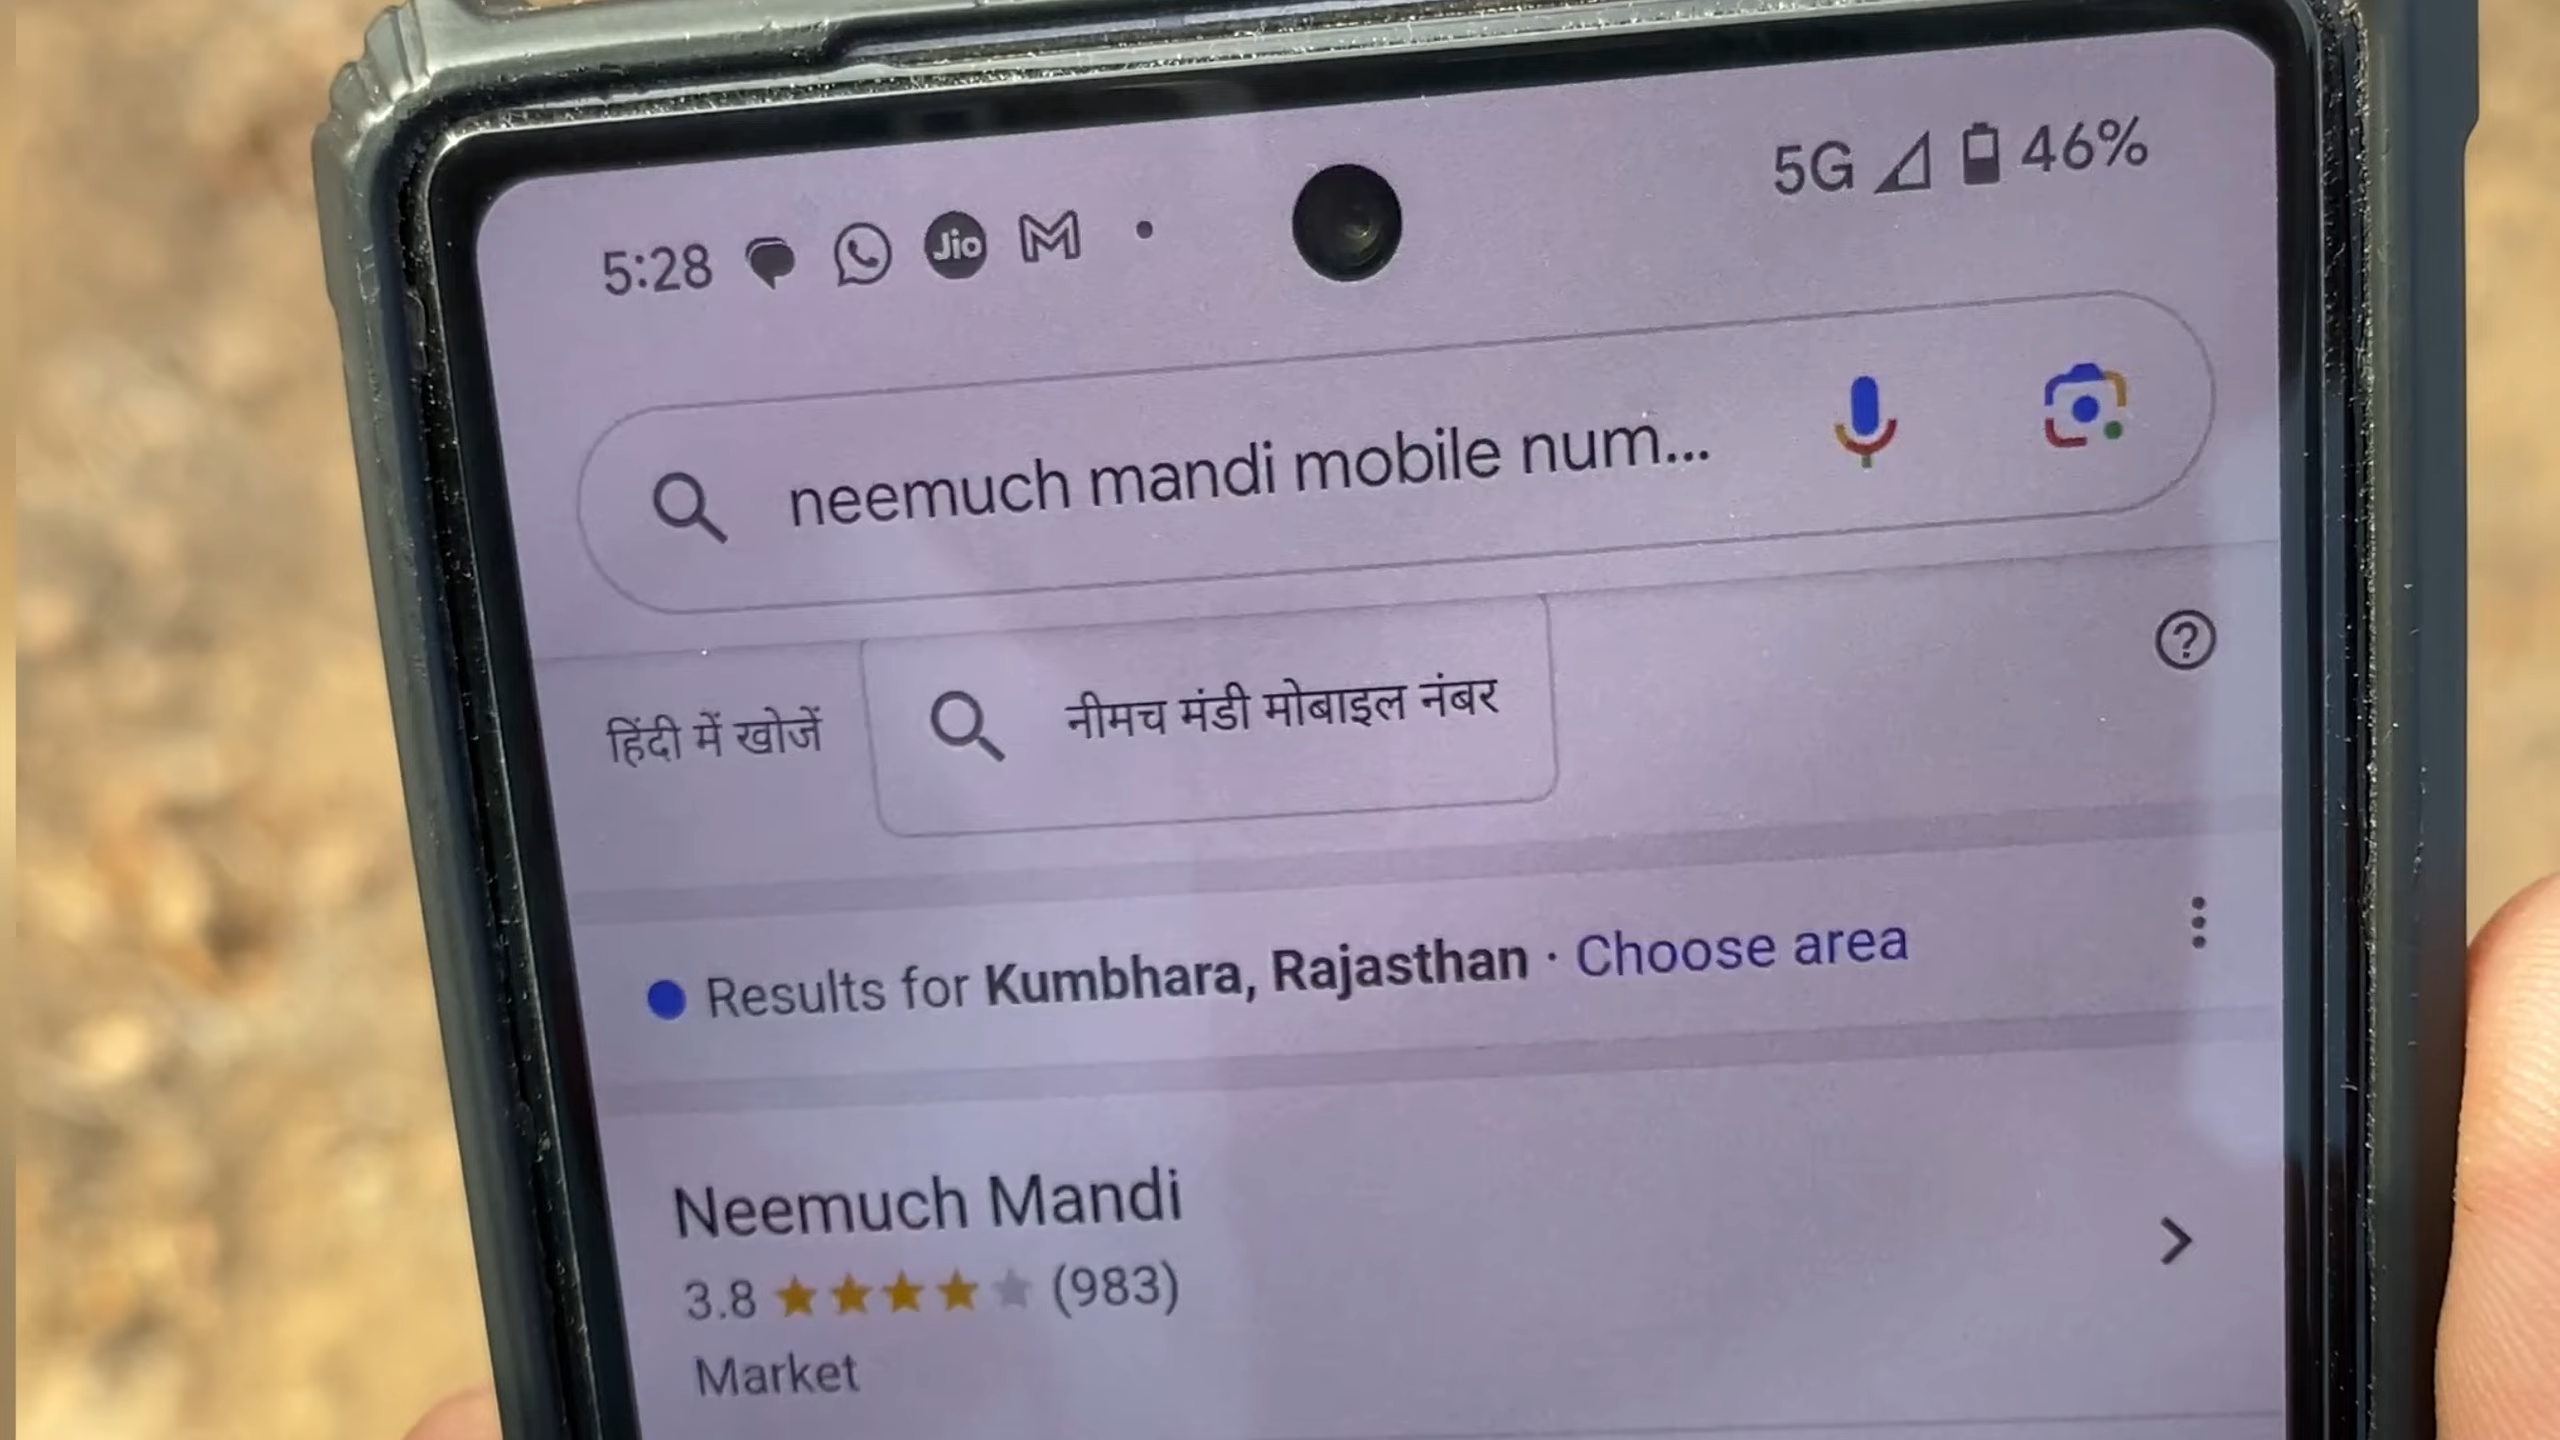 5:28 Jio 5G 46%
neemuch mandi mobile num...
हिंदी में खोजें नीमच मंडी मोबाइल नंबर
Results for Kumbhara, Rajasthan · Choose area
Neemuch Mandi
3.8 (983)
Market